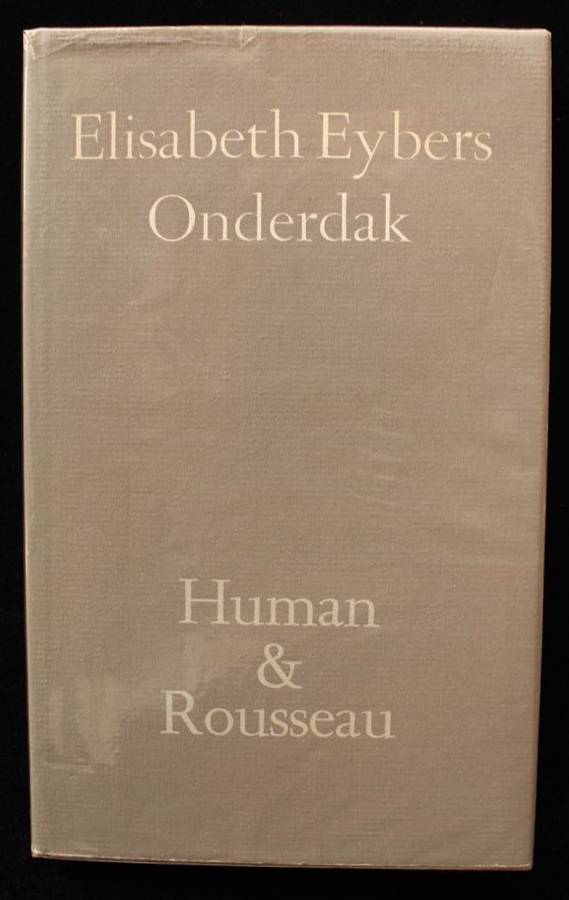 Elisabeth Eybers
Onderdak
Human
&
Rousseau